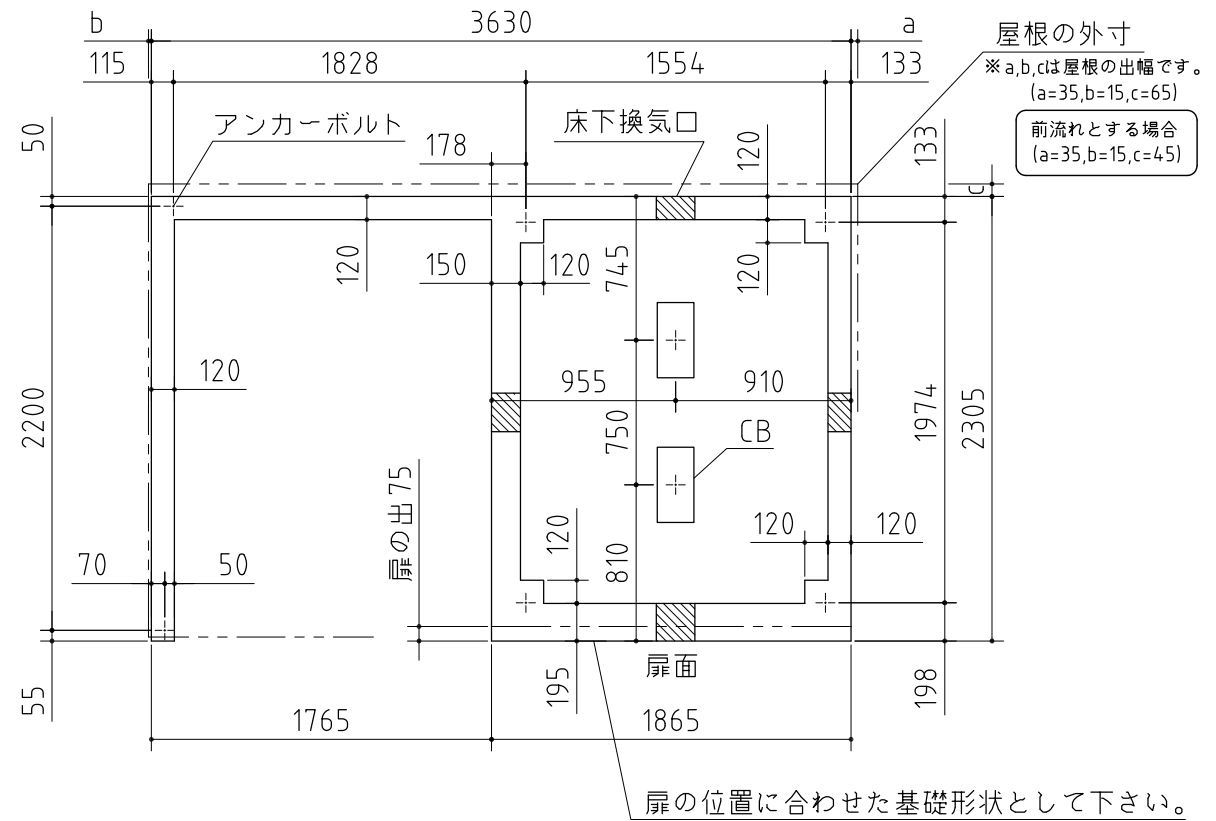 b
3630
a
屋根の外寸
115
1828
1554
133
※a,b,cは屋根の出幅です。
(a=35,b=15,c=65)
50
アンカーボルト
床下換気口
前流れとする場合
(a=35,b=15,c=45)
178
120
133
c
120
150
120
745
120
120
955
910
2200
750
1974
2305
CB
扉の出 75
120
120
120
70
50
810
55
195
扉面
198
1765
1865
扉の位置に合わせた基礎形状として下さい。